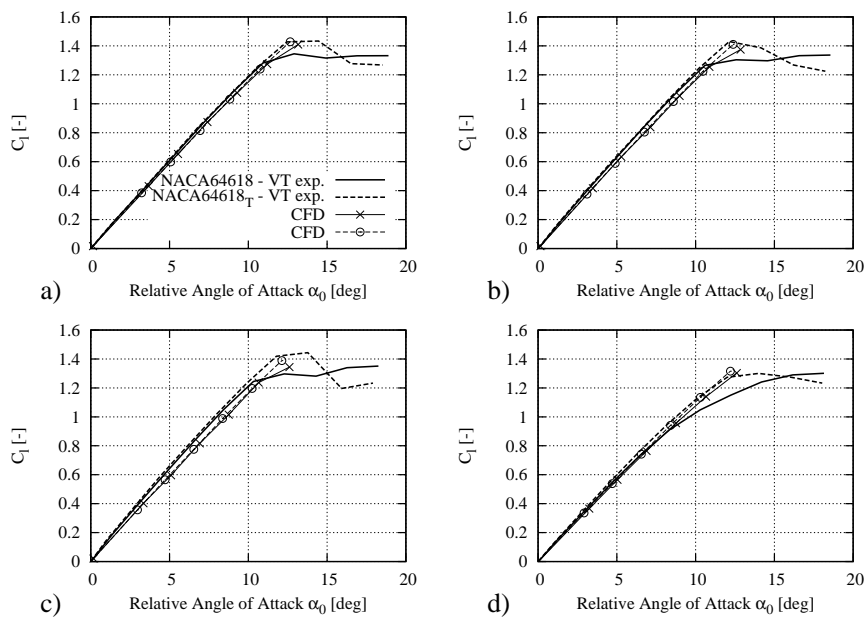 1.6
1.4
1.2
1
0.8
0.6
0.4
0.2
0
C_l [-]
NACA64618 - VT exp.
NACA64618_T - VT exp.
CFD
CFD
0 5 10 15 20
a) Relative Angle of Attack α_0 [deg]
1.6
1.4
1.2
1
0.8
0.6
0.4
0.2
0
C_l [-]
0 5 10 15 20
b) Relative Angle of Attack α_0 [deg]
1.6
1.4
1.2
1
0.8
0.6
0.4
0.2
0
C_l [-]
0 5 10 15 20
c) Relative Angle of Attack α_0 [deg]
1.6
1.4
1.2
1
0.8
0.6
0.4
0.2
0
C_l [-]
0 5 10 15 20
d) Relative Angle of Attack α_0 [deg]